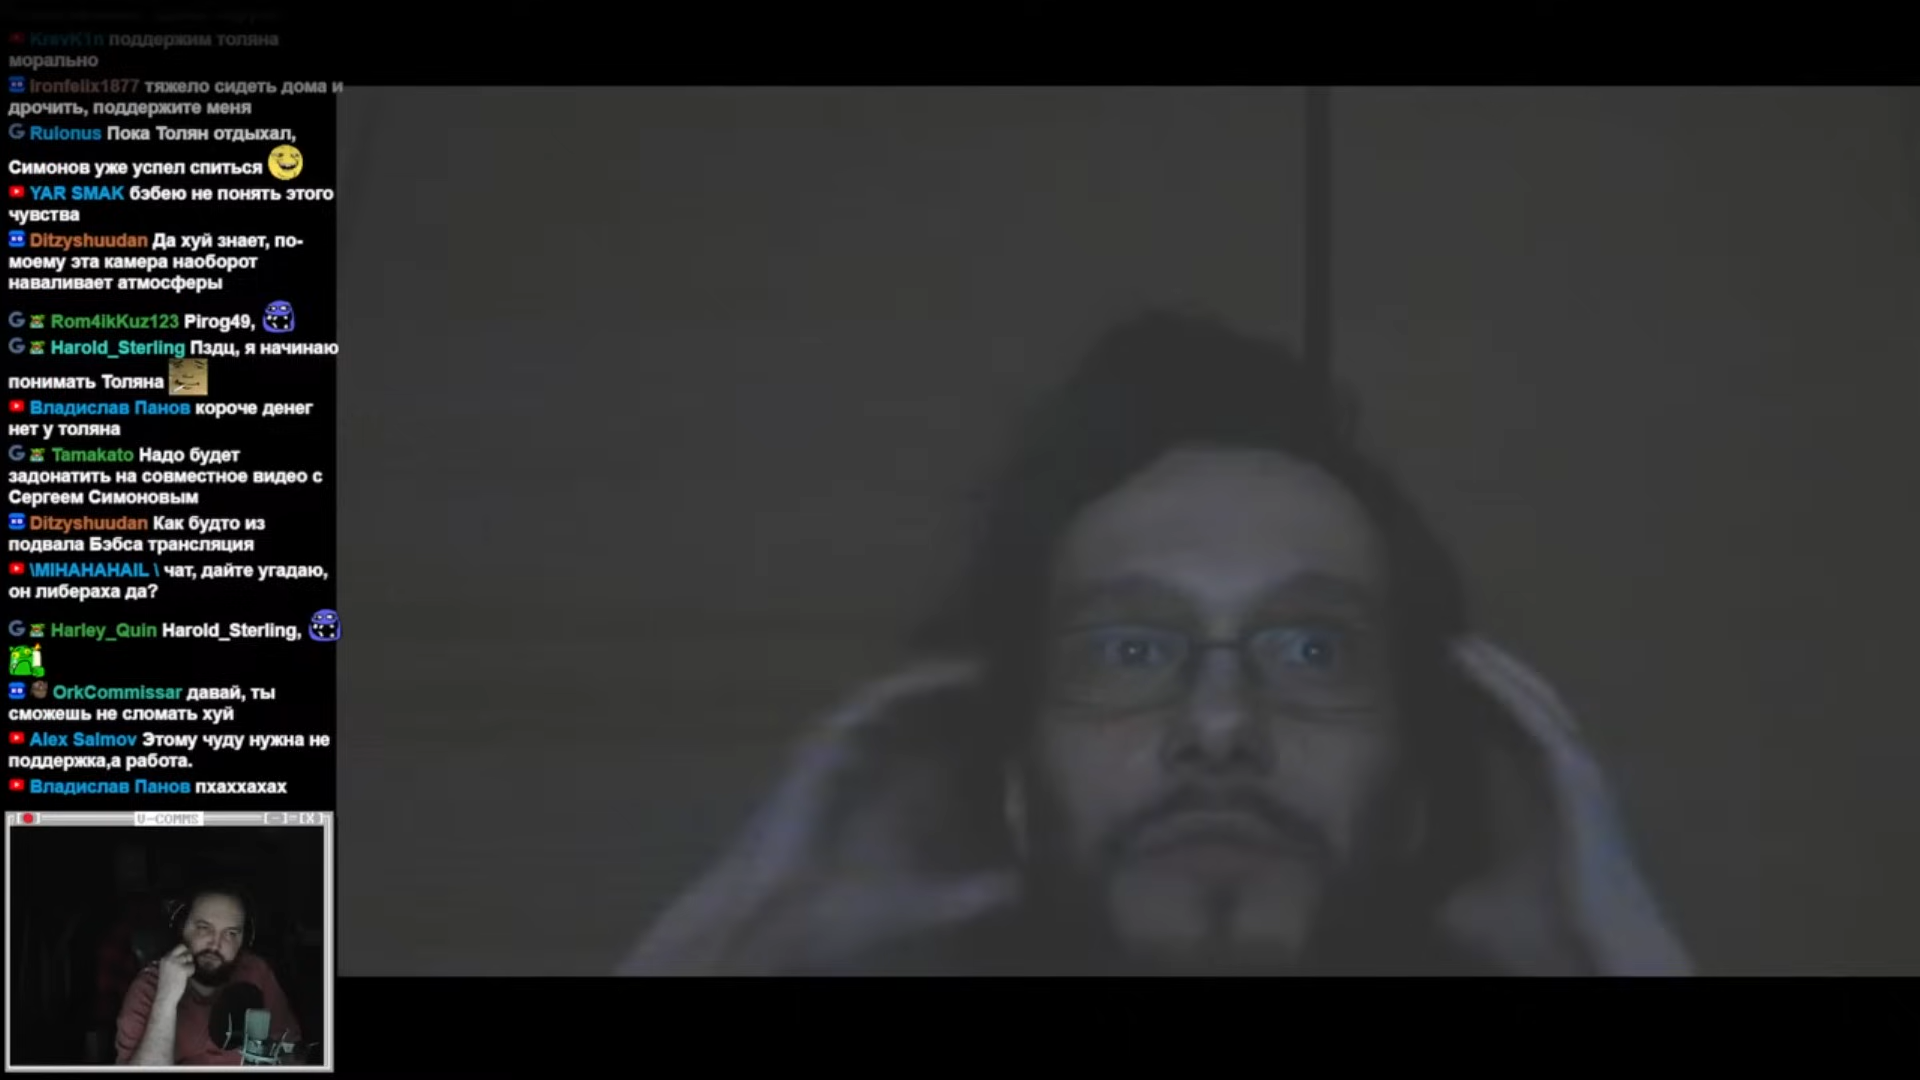 KrevK1n поддержим толяна
морально
Ironfelix1877 тяжело сидеть дома и
дрочить, поддержите меня
Rulonus Пока Толян отдыхал,
Симонов уже успел спиться
YAR SMAK бэбею не понять этого
чувства
Ditzyshuudan Да хуй знает, по-
моему эта камера наоборот
наваливает атмосферы
Rom4ikKuz123 Pirog49,
Harold_Sterling Пздц, я начинаю
понимать Толяна
Владислав Панов короче денег
нет у толяна
Tamakato Надо будет
задонатить на совместное видео с
Сергеем Симоновым
Ditzyshuudan Как будто из
подвала Бэбса трансляция
\MIHAHAHAIL \ чат, дайте угадаю,
он либераха да?
Harley_Quin Harold_Sterling,
OrkCommissar давай, ты
сможешь не сломать хуй
Alex Salmov Этому чуду нужна не
поддержка,а работа.
Владислав Панов пхаххахах
V-COMMS [-]=[X]